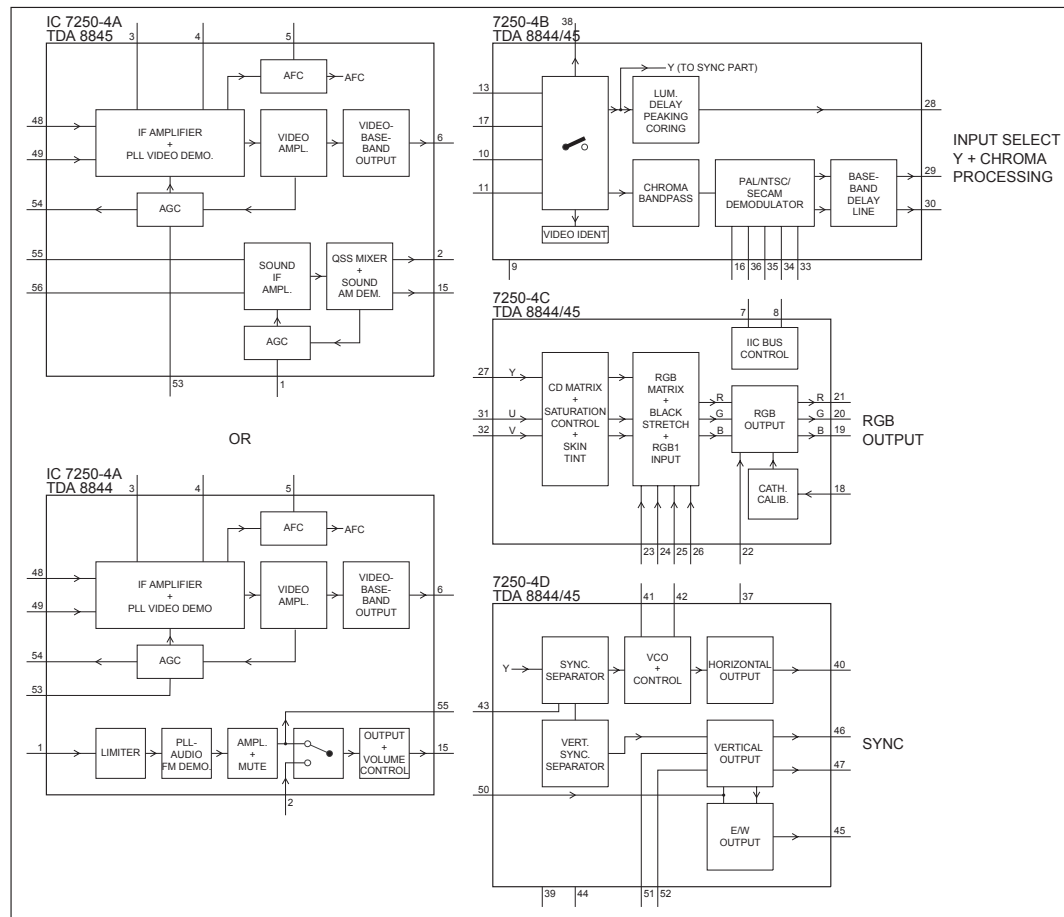 IC 7250-4A
TDA 8845
3
4
5
AFC
AFC
48
49
IF AMPLIFIER
+
PLL VIDEO DEMO.
VIDEO
AMPL.
VIDEO-
BASE-
BAND
OUTPUT
6
54
AGC
55
56
SOUND
IF
AMPL.
QSS MIXER
+
SOUND
AM DEM.
2
15
AGC
53
1
OR
IC 7250-4A
TDA 8844
3
4
5
AFC
AFC
48
49
IF AMPLIFIER
+
PLL VIDEO DEMO
VIDEO
AMPL.
VIDEO-
BASE-
BAND
OUTPUT
6
54
AGC
53
55
1
LIMITER
PLL-
AUDIO
FM DEMO.
AMPL.
+
MUTE
OUTPUT
+
VOLUME
CONTROL
15
2
7250-4B
TDA 8844/45
38
Y (TO SYNC PART)
13
17
10
11
LUM.
DELAY
PEAKING
CORING
28
CHROMA
BANDPASS
PAL/NTSC/
SECAM
DEMODULATOR
BASE-
BAND
DELAY
LINE
29
30
VIDEO IDENT
9
16
36
35
34
33
INPUT SELECT
Y + CHROMA
PROCESSING
7250-4C
TDA 8844/45
7
8
IIC BUS
CONTROL
27
Y
31
U
32
V
CD MATRIX
+
SATURATION
CONTROL
+
SKIN
TINT
RGB
MATRIX
+
BLACK
STRETCH
+
RGB1
INPUT
R
G
B
RGB
OUTPUT
R
G
B
21
20
19
CATH.
CALIB.
18
23
24
25
26
22
RGB
OUTPUT
7250-4D
TDA 8844/45
41
42
37
Y
SYNC.
SEPARATOR
VCO
+
CONTROL
HORIZONTAL
OUTPUT
40
43
VERT.
SYNC.
SEPARATOR
VERTICAL
OUTPUT
46
47
50
E/W
OUTPUT
45
39
44
51
52
SYNC